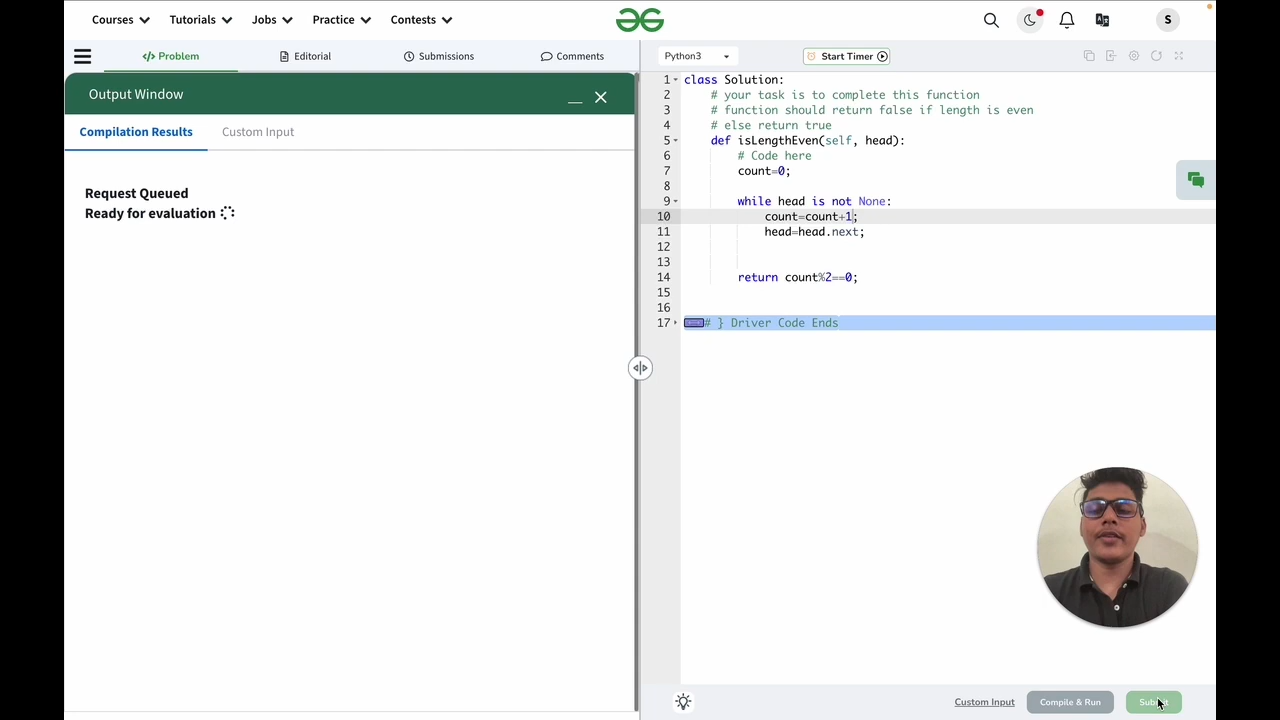 Courses Tutorials Jobs Practice Contests S
Problem Editorial Submissions Comments
Output Window
Compilation Results Custom Input
Request Queued
Ready for evaluation
Python3 Start Timer
1 class Solution:
2 # your task is to complete this function
3 # function should return false if length is even
4 # else return true
5 def isLengthEven(self, head):
6 # Code here
7 count=0;
8
9 while head is not None:
10 count=count+1;
11 head=head.next;
12
13
14 return count%2==0;
15
16
17 # } Driver Code Ends
Custom Input Compile & Run Submit